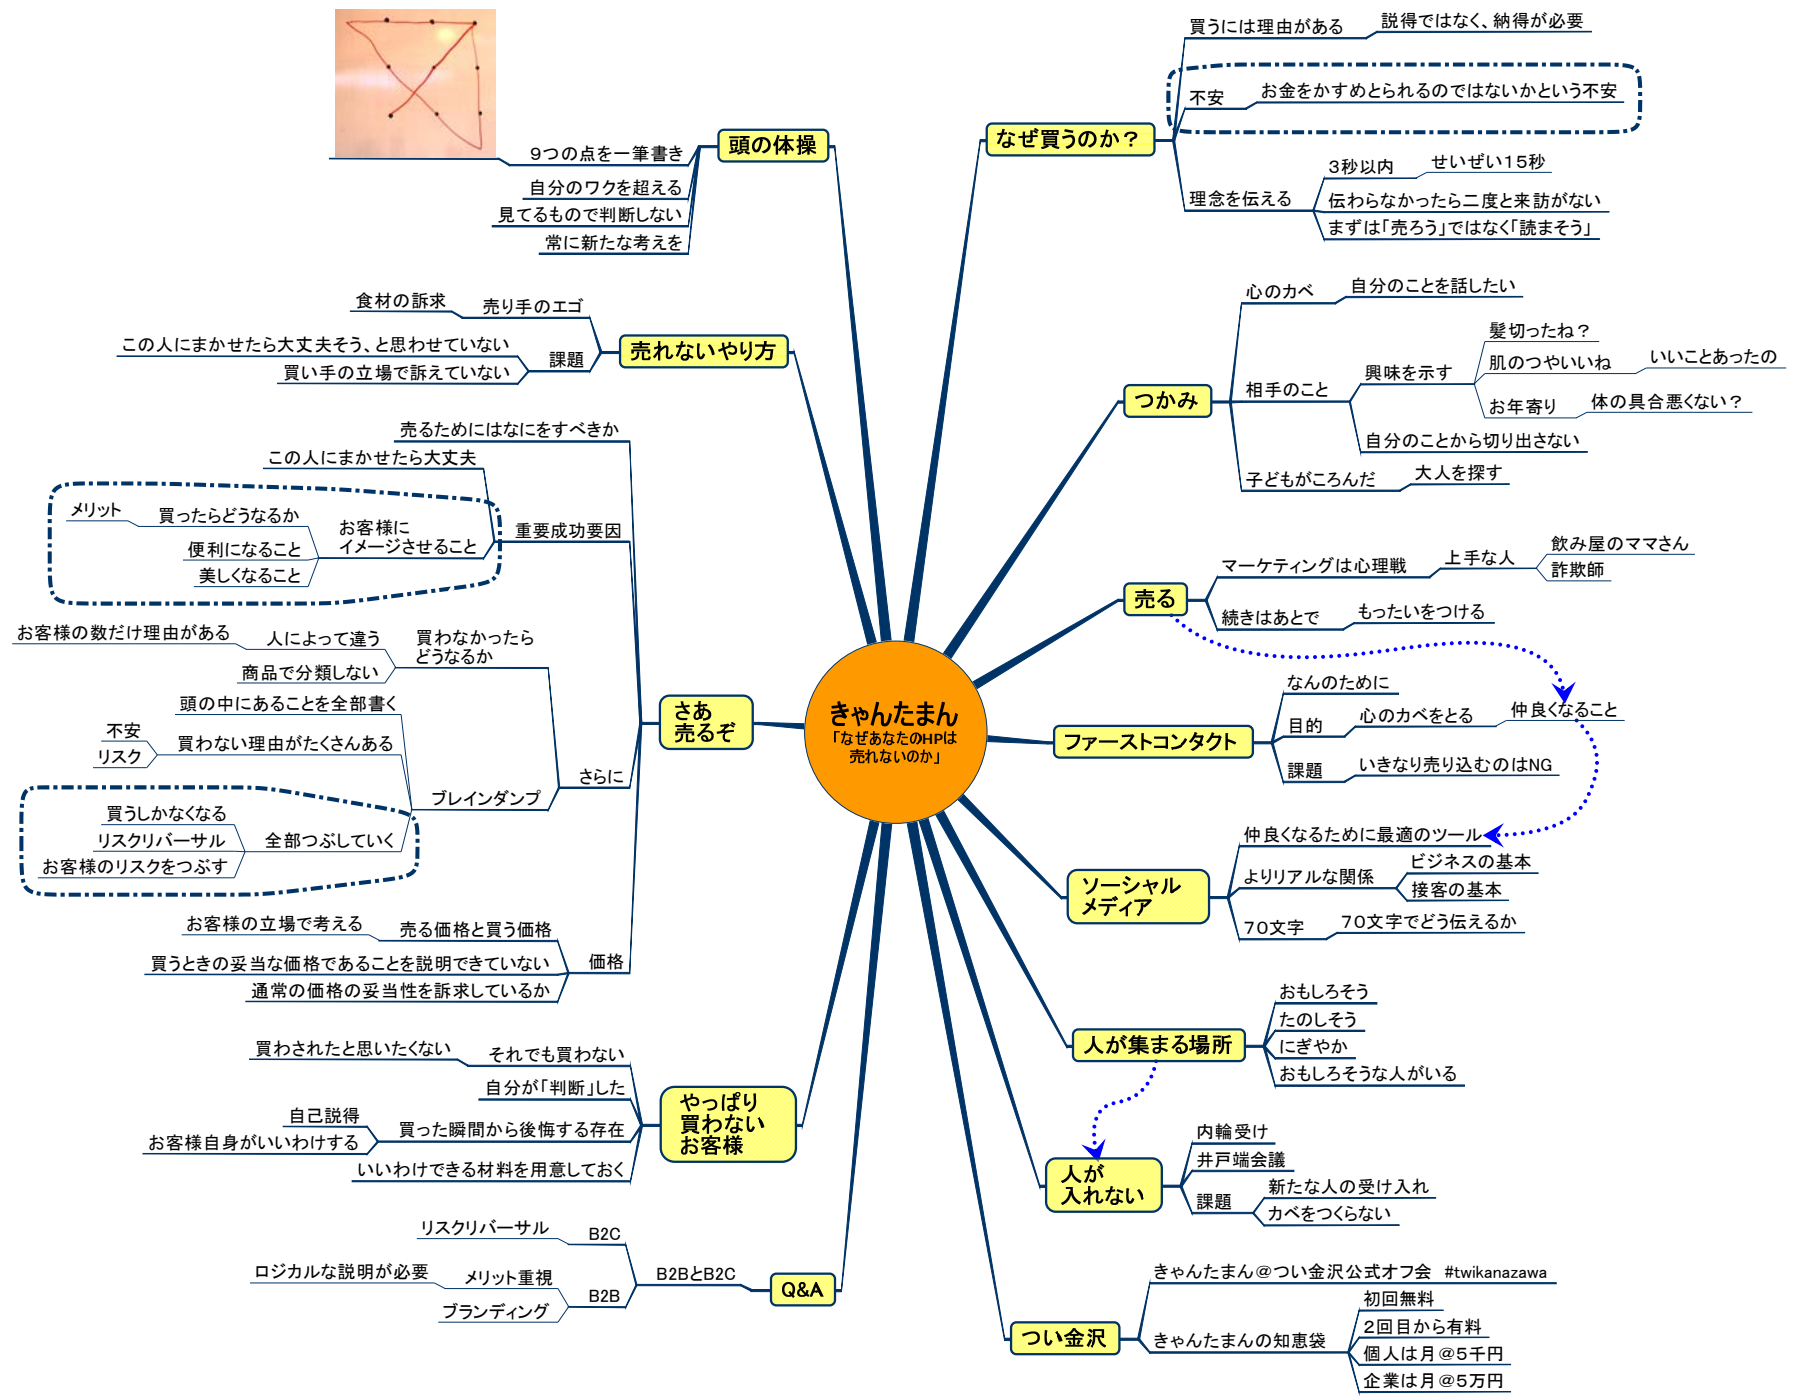 きゃんたまん
「なぜあなたのHPは
売れないのか」
なぜ買うのか？
買うには理由がある
説得ではなく、納得が必要
不安
お金をかすめとられるのではないかという不安
理念を伝える
３秒以内
せいぜい１５秒
伝わらなかったら二度と来訪がない
まずは「売ろう」ではなく「読まそう」
つかみ
心のカベ
自分のことを話したい
相手のこと
興味を示す
髪切ったね？
肌のつやいいね
いいことあったの
お年寄り
体の具合悪くない？
自分のことから切り出さない
子どもがころんだ
大人を探す
売る
マーケティングは心理戦
上手な人
飲み屋のママさん
詐欺師
続きはあとで
もったいをつける
ファーストコンタクト
なんのために
目的
心のカベをとる
仲良くなること
課題
いきなり売り込むのはNG
ソーシャル
メディア
仲良くなるために最適のツール
よりリアルな関係
ビジネスの基本
接客の基本
７０文字
７０文字でどう伝えるか
人が集まる場所
おもしろそう
たのしそう
にぎやか
おもしろそうな人がいる
人が
入れない
内輪受け
井戸端会議
課題
新たな人の受け入れ
カベをつくらない
つい金沢
きゃんたまん＠つい金沢公式オフ会　#twikanazawa
きゃんたまんの知恵袋
初回無料
２回目から有料
個人は月＠５千円
企業は月＠５万円
頭の体操
９つの点を一筆書き
自分のワクを超える
見てるもので判断しない
常に新たな考えを
売れないやり方
売り手のエゴ
食材の訴求
課題
この人にまかせたら大丈夫そう、と思わせていない
買い手の立場で訴えていない
さあ
売るぞ
売るためにはなにをすべきか
重要成功要因
この人にまかせたら大丈夫
お客様に
イメージさせること
買ったらどうなるか
メリット
便利になること
美しくなること
さらに
買わなかったら
どうなるか
人によって違う
お客様の数だけ理由がある
商品で分類しない
ブレインダンプ
頭の中にあることを全部書く
買わない理由がたくさんある
不安
リスク
全部つぶしていく
買うしかなくなる
リスクリバーサル
お客様のリスクをつぶす
価格
売る価格と買う価格
お客様の立場で考える
買うときの妥当な価格であることを説明できていない
通常の価格の妥当性を訴求しているか
やっぱり
買わない
お客様
それでも買わない
買わされたと思いたくない
自分が「判断」した
買った瞬間から後悔する存在
自己説得
お客様自身がいいわけする
いいわけできる材料を用意しておく
Q&A
B2BとB2C
B2C
リスクリバーサル
B2B
メリット重視
ロジカルな説明が必要
ブランディング